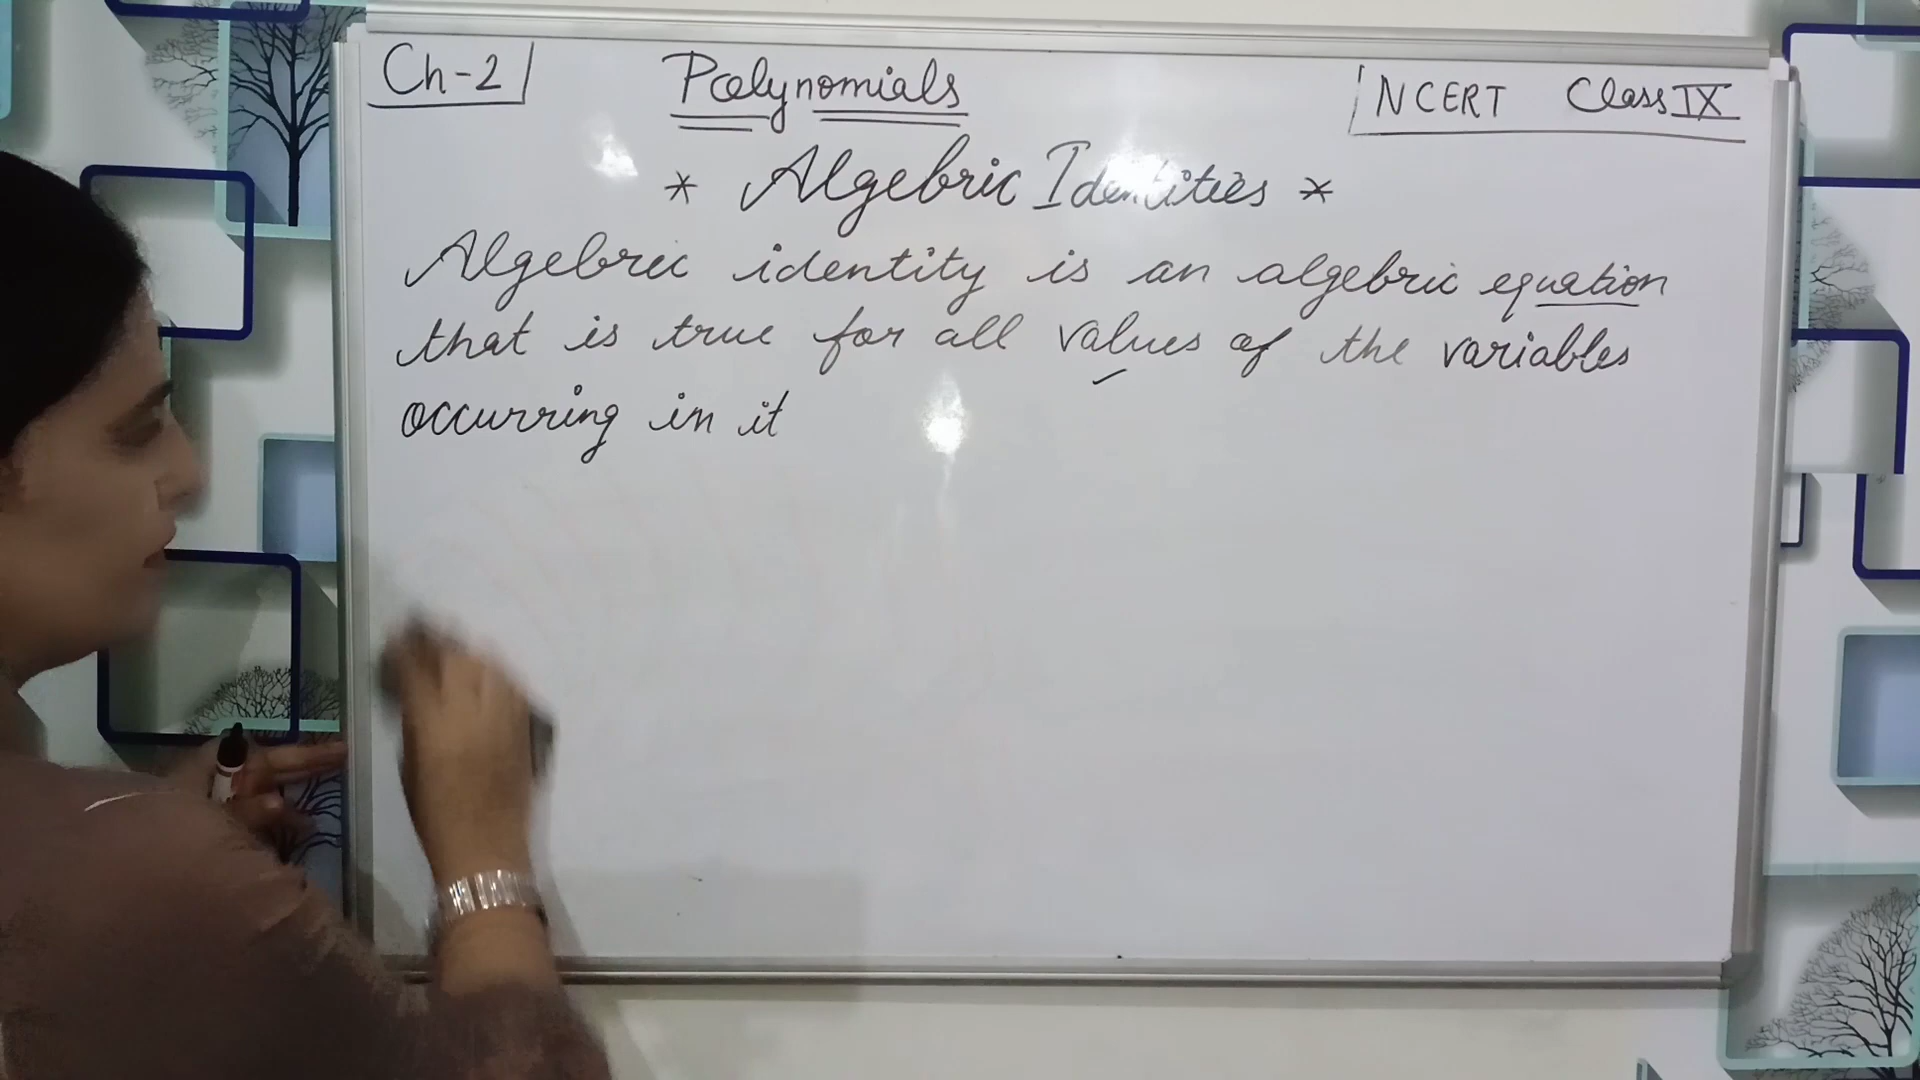 Ch-2 Polynomials NCERT Class IX
* Algebric Identities *
Algebric identity is an algebric equation
that is true for all values of the variables
occurring in it